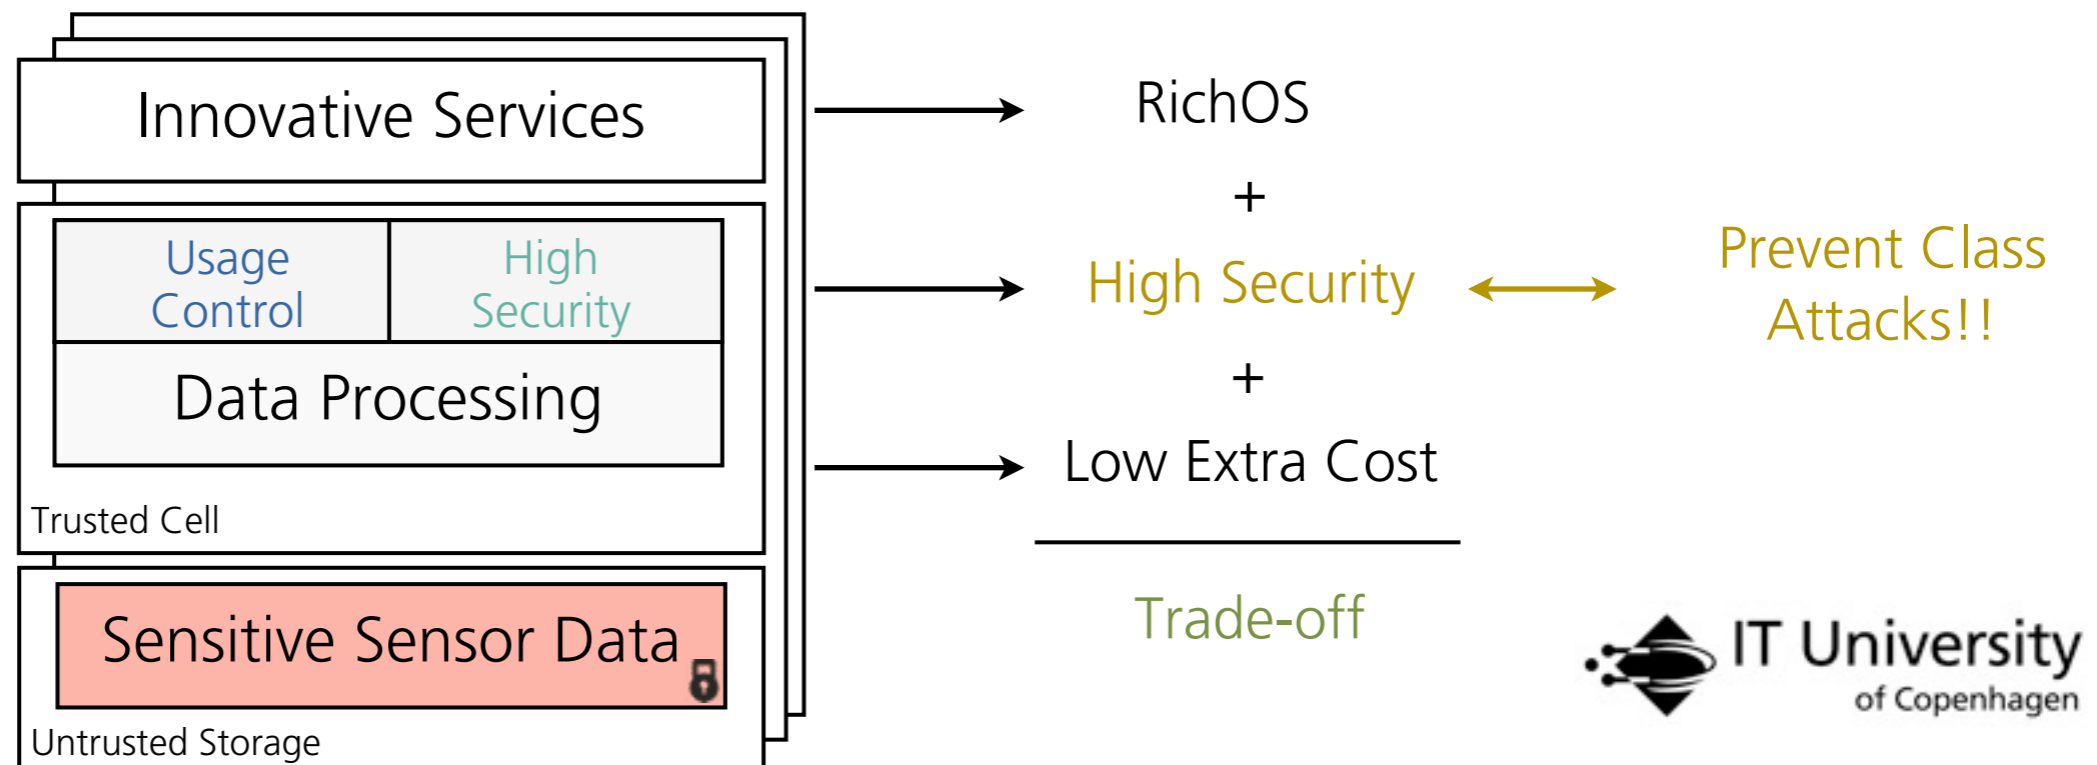 Innovative Services
Usage
Control
High
Security
Data Processing
Trusted Cell
Sensitive Sensor Data
Untrusted Storage
RichOS
+
High Security
+
Low Extra Cost
Trade-off
Prevent Class
Attacks!!
IT University
of Copenhagen